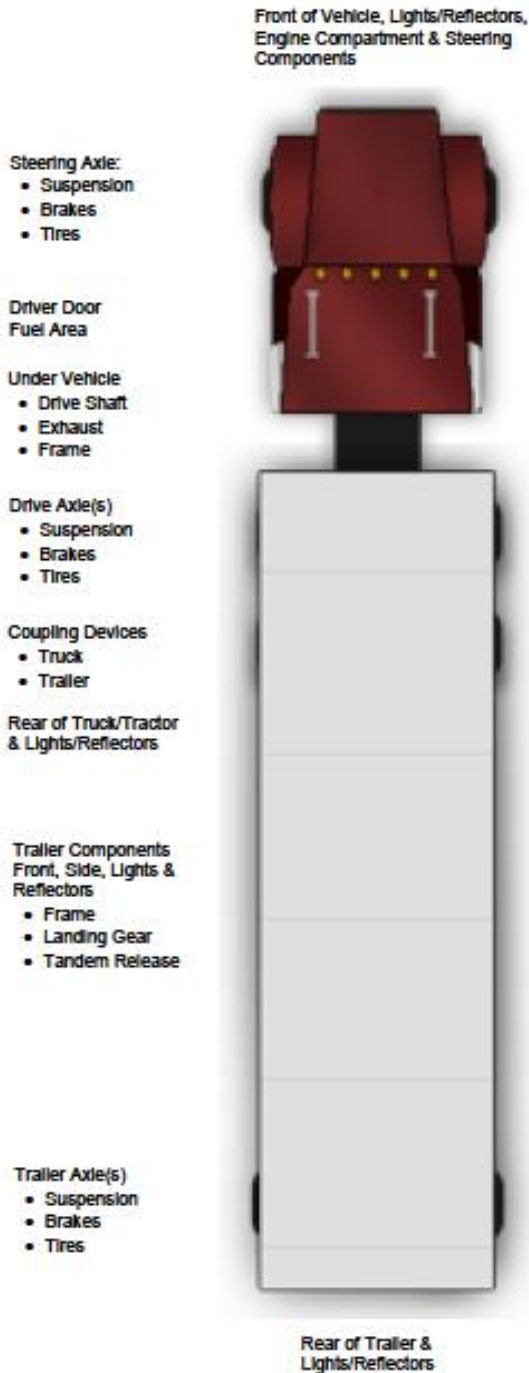 Front of Vehicle, Lights/Reflectors,
Engine Compartment & Steering
Components
Steering Axle:
• Suspension
• Brakes
• Tires
Driver Door
Fuel Area
Under Vehicle
• Drive Shaft
• Exhaust
• Frame
Drive Axle(s)
• Suspension
• Brakes
• Tires
Coupling Devices
• Truck
• Trailer
Rear of Truck/Tractor
& Lights/Reflectors
Trailer Components
Front, Side, Lights &
Reflectors
• Frame
• Landing Gear
• Tandem Release
Trailer Axle(s)
• Suspension
• Brakes
• Tires
Rear of Trailer &
Lights/Reflectors